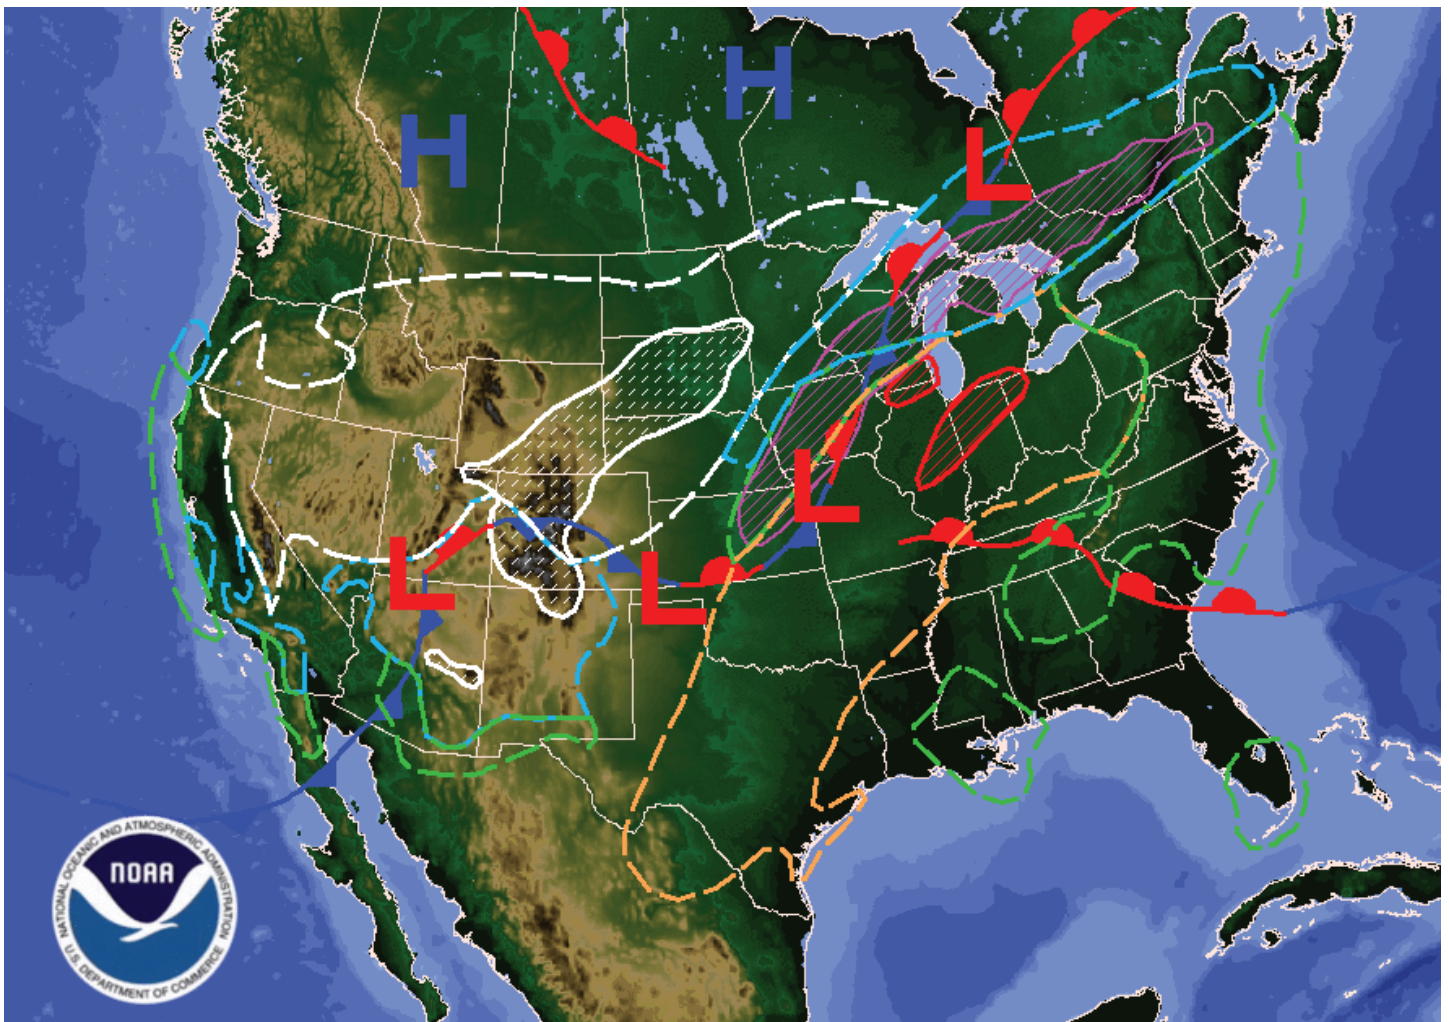 H
H
L
L
L
L
NATIONAL OCEANIC AND ATMOSPHERIC ADMINISTRATION
NOAA
U.S. DEPARTMENT OF COMMERCE